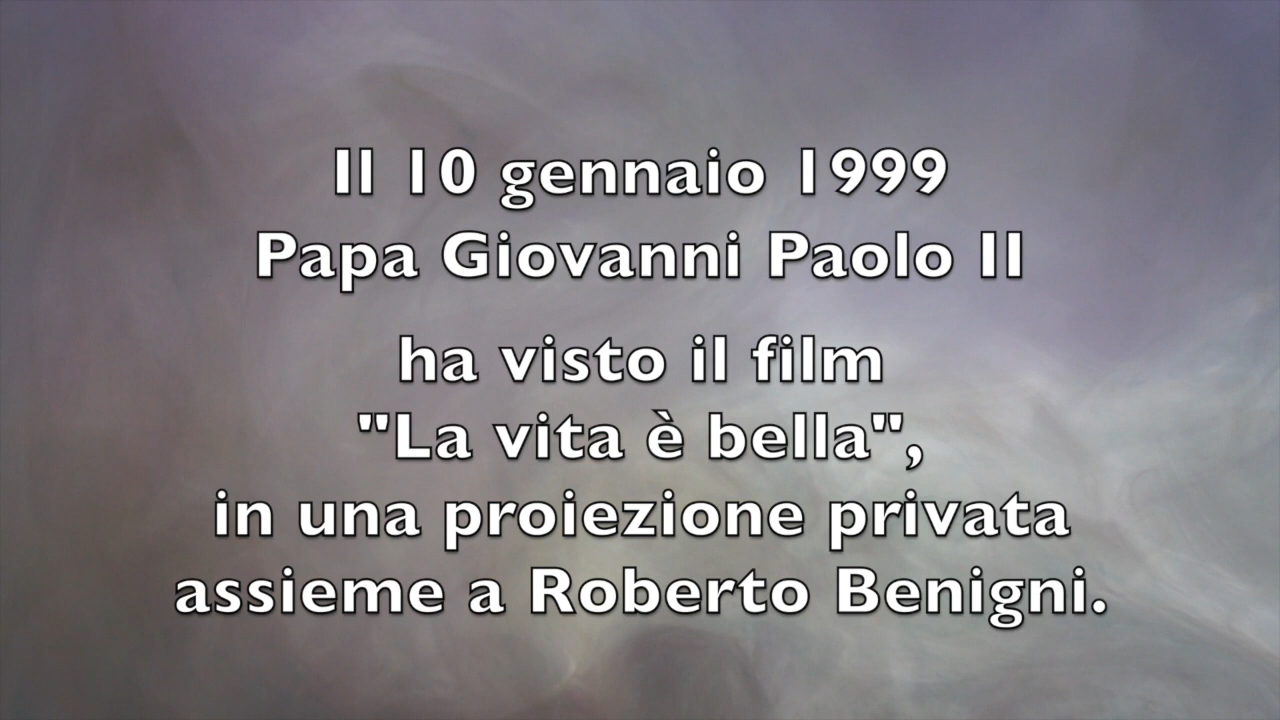 Il 10 gennaio 1999
Papa Giovanni Paolo II
ha visto il film
"La vita è bella",
in una proiezione privata
assieme a Roberto Benigni.